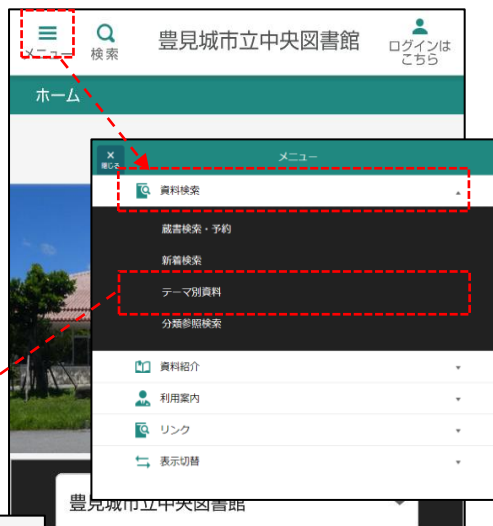 メニュー
検索
豊見城市立中央図書館
ログインは
こちら
ホーム
×
閉じる
メニュー
資料検索
蔵書検索・予約
新着検索
テーマ別資料
分類参照検索
資料紹介
利用案内
リンク
表示切替
豊見城市立中央図書館